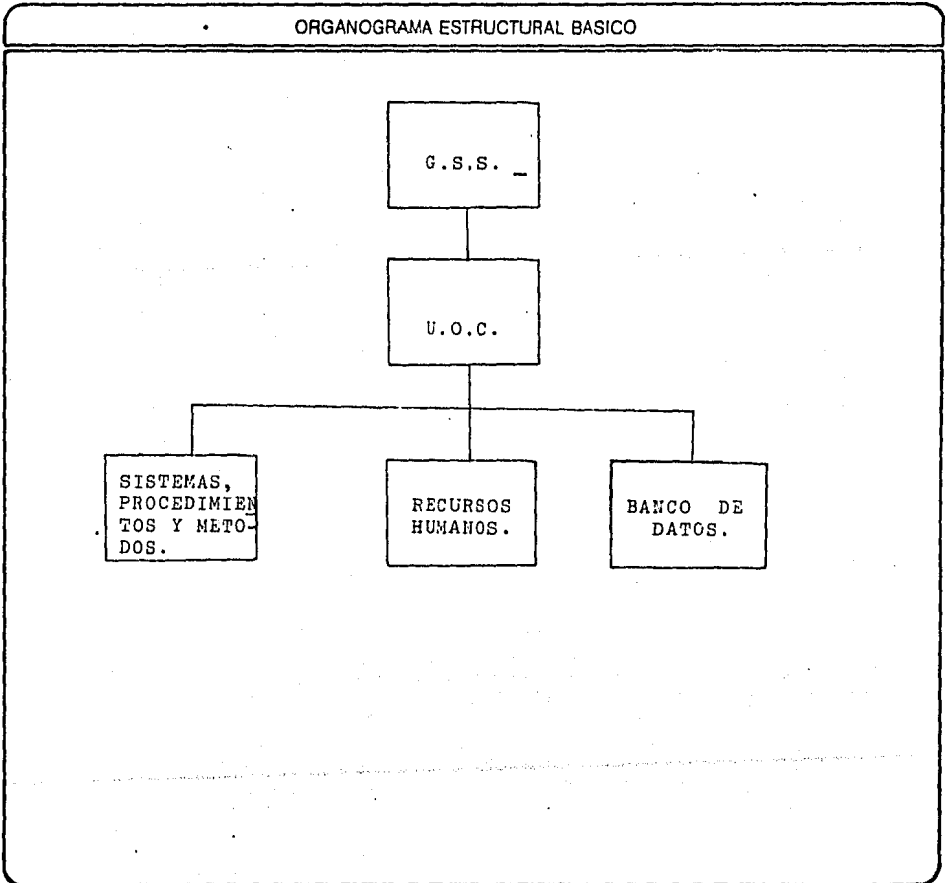 ORGANOGRAMA ESTRUCTURAL BASICO
G.S.S. _
U.O.C.
SISTEMAS,
PROCEDIMIEN
TOS Y METO-
DOS.
RECURSOS
HUMANOS.
BANCO DE
DATOS.